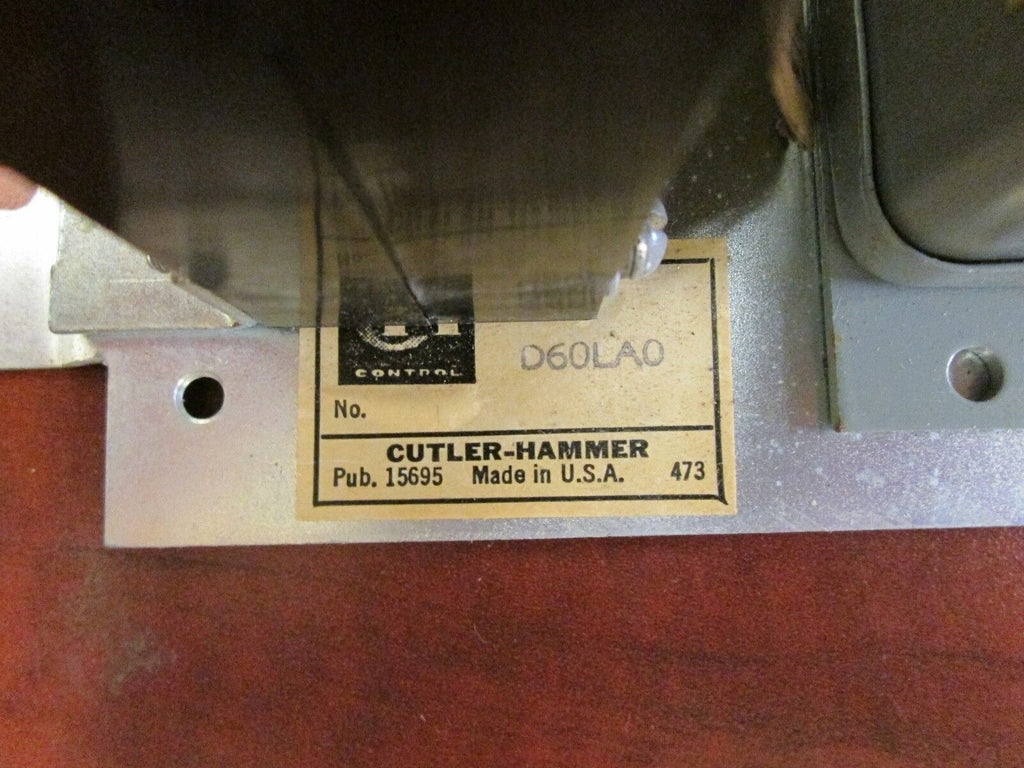 CONTROL
D60LA0
No.
CUTLER-HAMMER
Pub. 15695 Made in U.S.A. 473